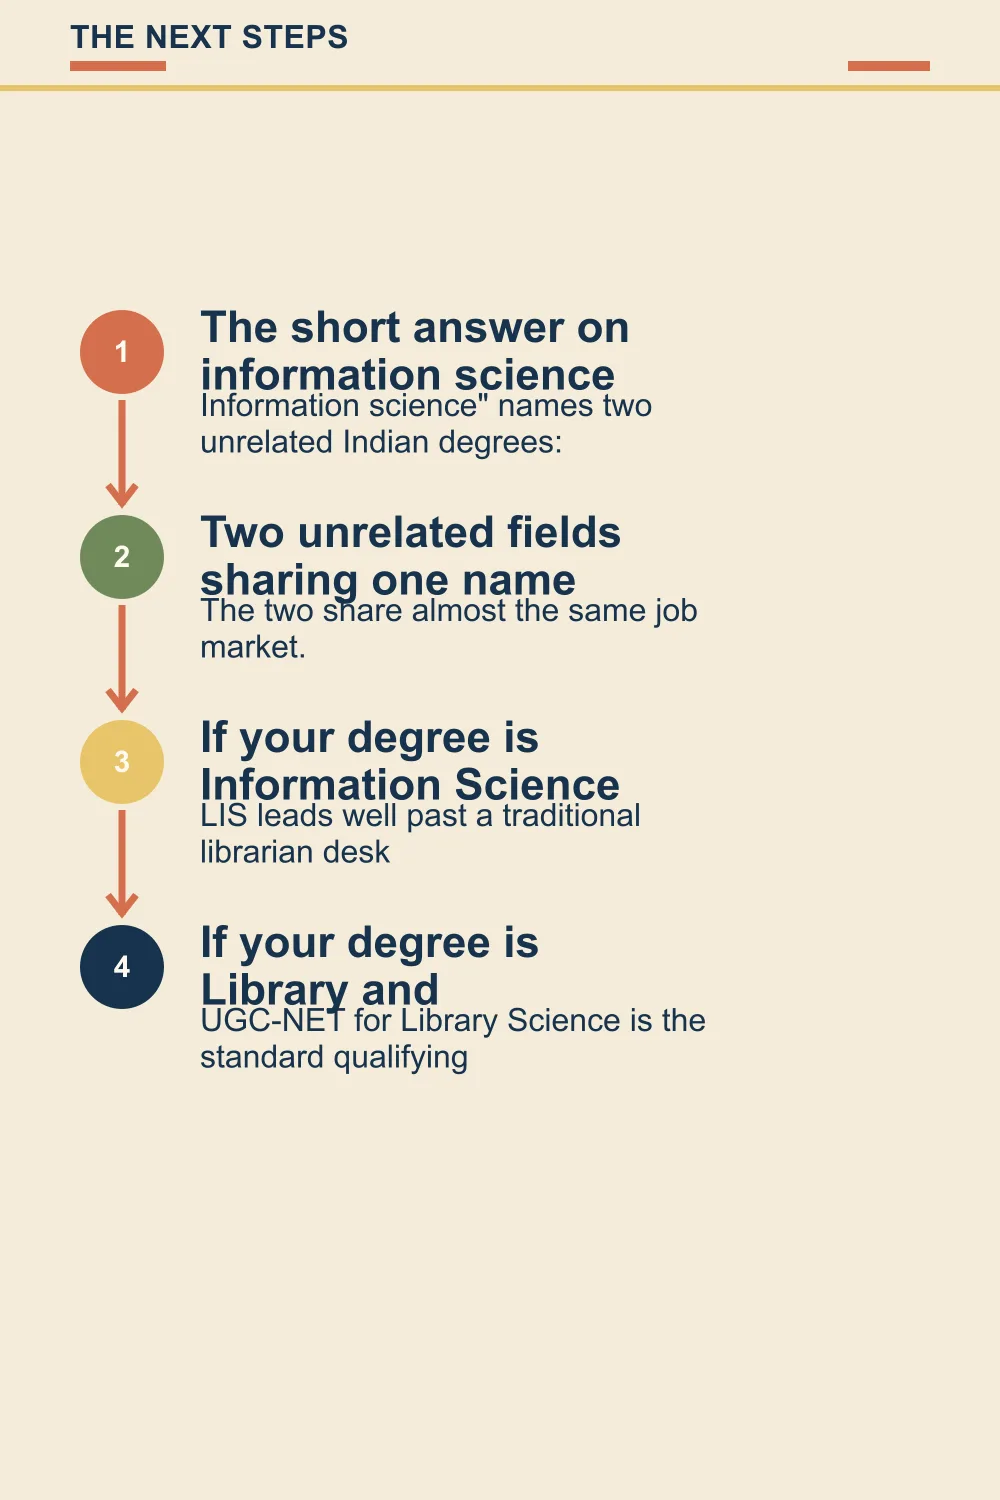 THE NEXT STEPS
1
The short answer on
information science
Information science" names two
unrelated Indian degrees:
2
Two unrelated fields
sharing one name
The two share almost the same job
market.
3
If your degree is
Information Science
LIS leads well past a traditional
librarian desk
4
If your degree is
Library and
UGC-NET for Library Science is the
standard qualifying